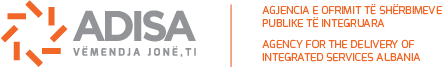 ADISA
VËMENDJA JONË, TI
AGJENCIA E OFRIMIT TË SHËRBIMEVE
PUBLIKE TË INTEGRUARA
AGENCY FOR THE DELIVERY OF
INTEGRATED SERVICES ALBANIA